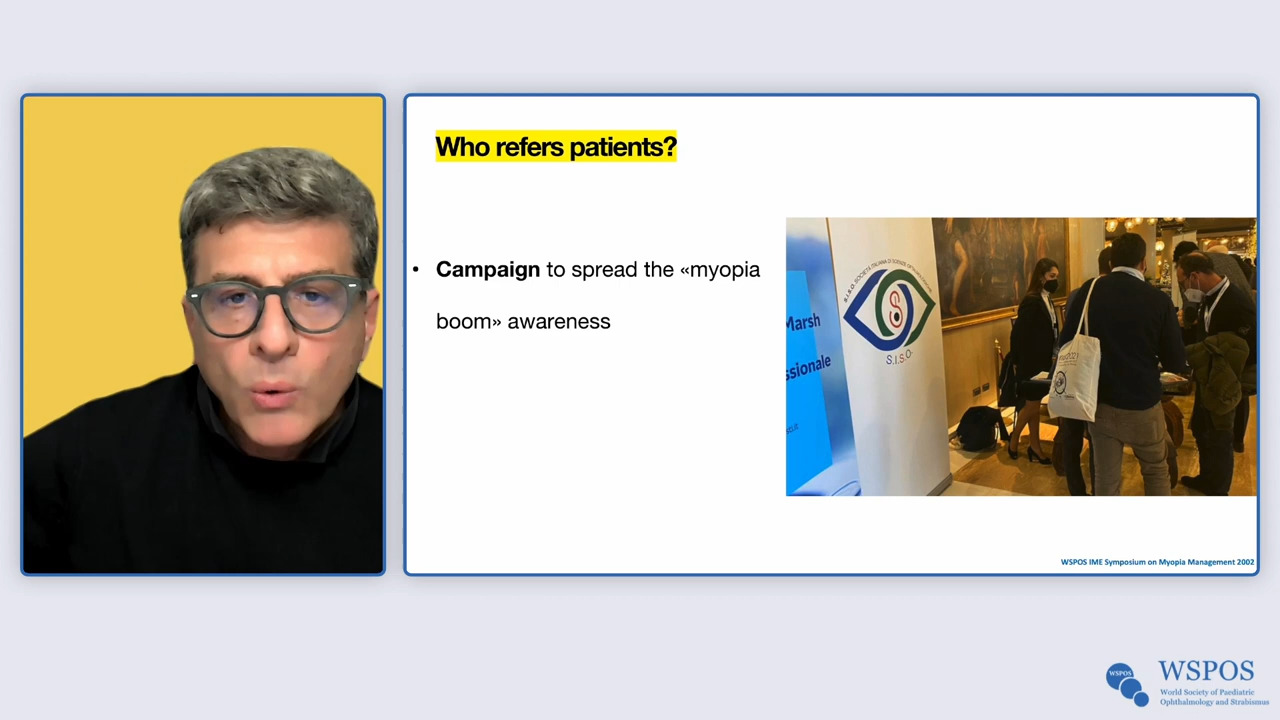 Who refers patients?
• Campaign to spread the «myopia
boom» awareness
Marsh
ssionale
S.I.S.O.
WSPOS IME Symposium on Myopia Management 2002
WSPOS
WSPOS
World Society of Paediatric
Ophthalmology and Strabismus